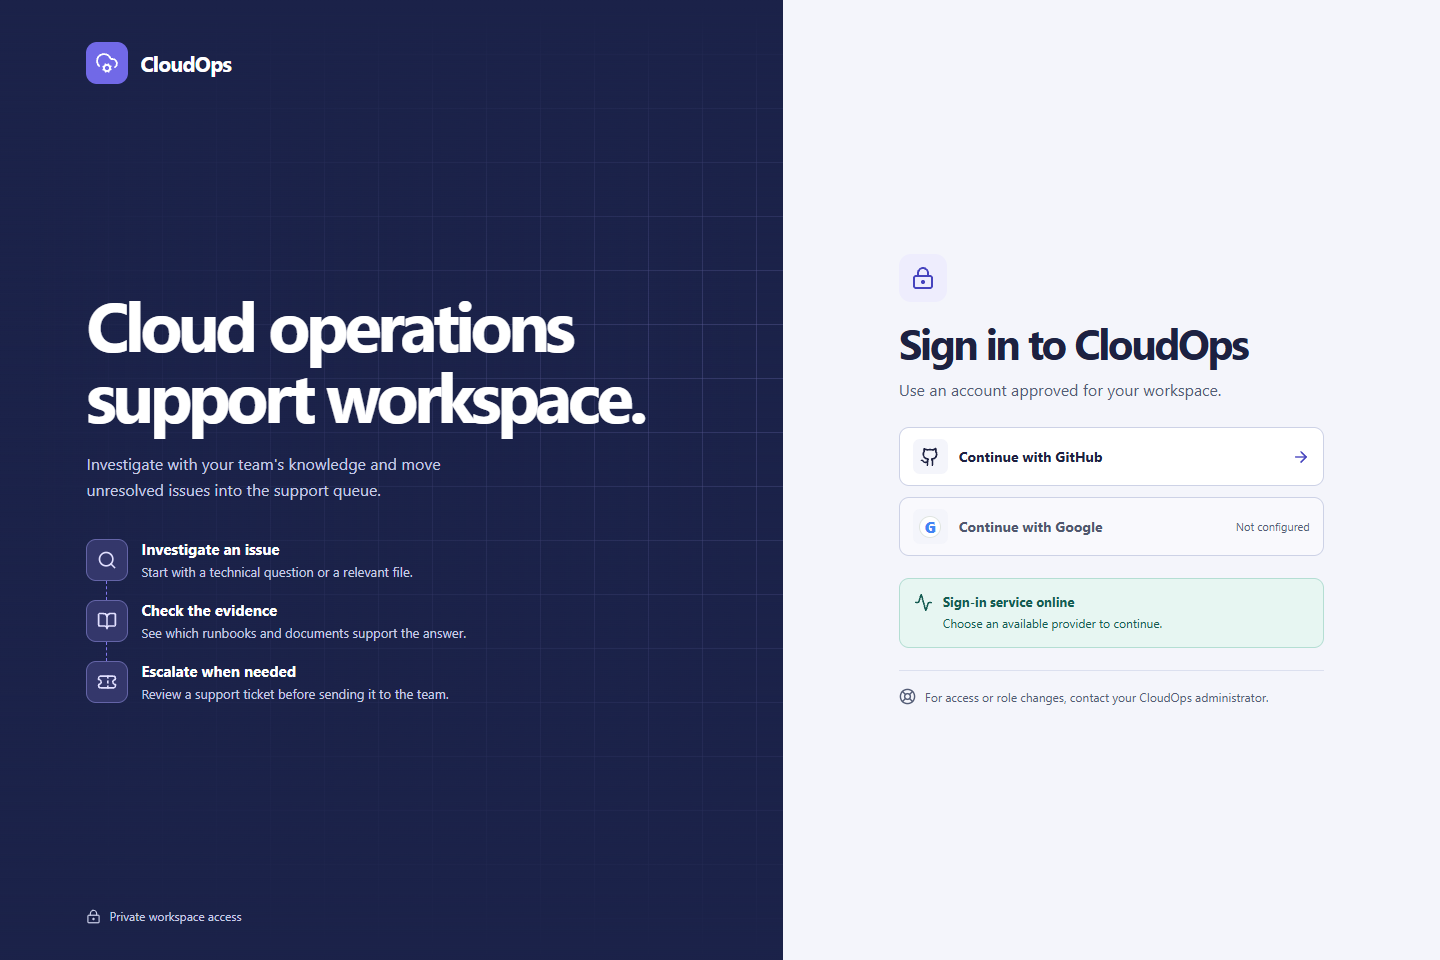 CloudOps
Cloud operations
support workspace.
Investigate with your team's knowledge and move
unresolved issues into the support queue.
Investigate an issue
Start with a technical question or a relevant file.
Check the evidence
See which runbooks and documents support the answer.
Escalate when needed
Review a support ticket before sending it to the team.
Private workspace access
Sign in to CloudOps
Use an account approved for your workspace.
Continue with GitHub
G Continue with Google Not configured
Sign-in service online
Choose an available provider to continue.
For access or role changes, contact your CloudOps administrator.